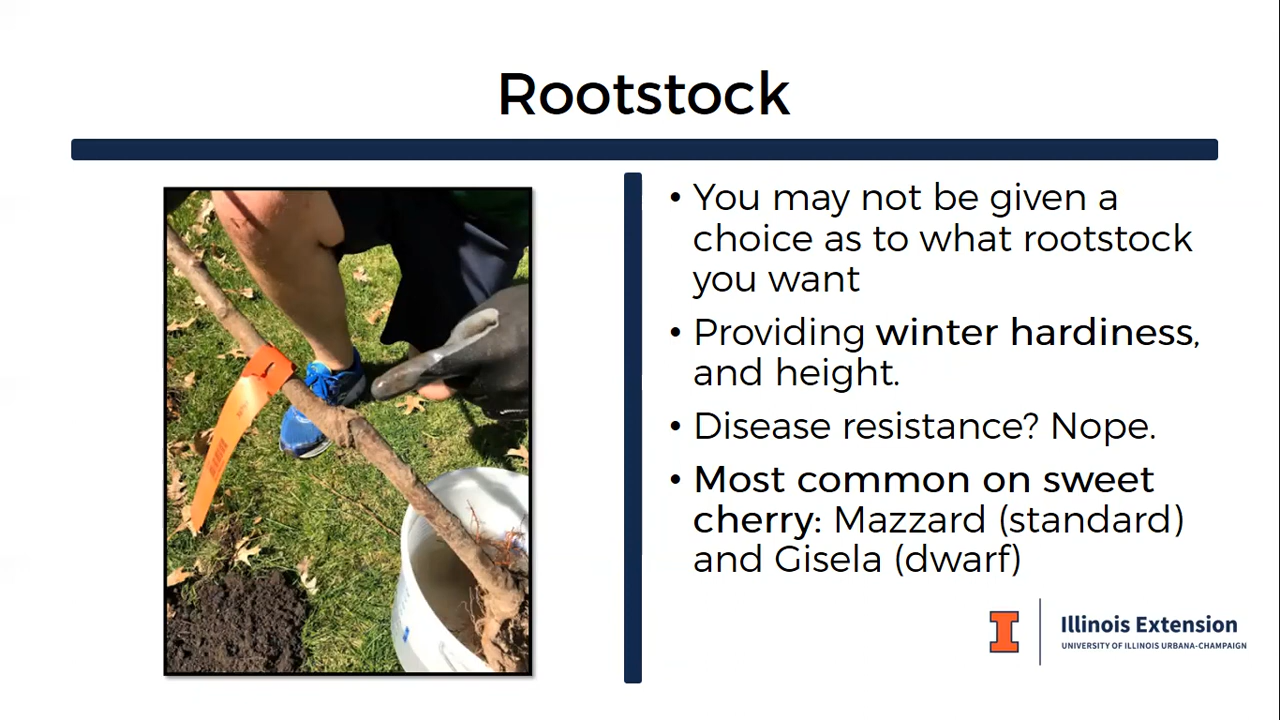 Rootstock
• You may not be given a
choice as to what rootstock
you want
• Providing winter hardiness,
and height.
• Disease resistance? Nope.
• Most common on sweet
cherry: Mazzard (standard)
and Gisela (dwarf)
Illinois Extension
UNIVERSITY OF ILLINOIS URBANA-CHAMPAIGN